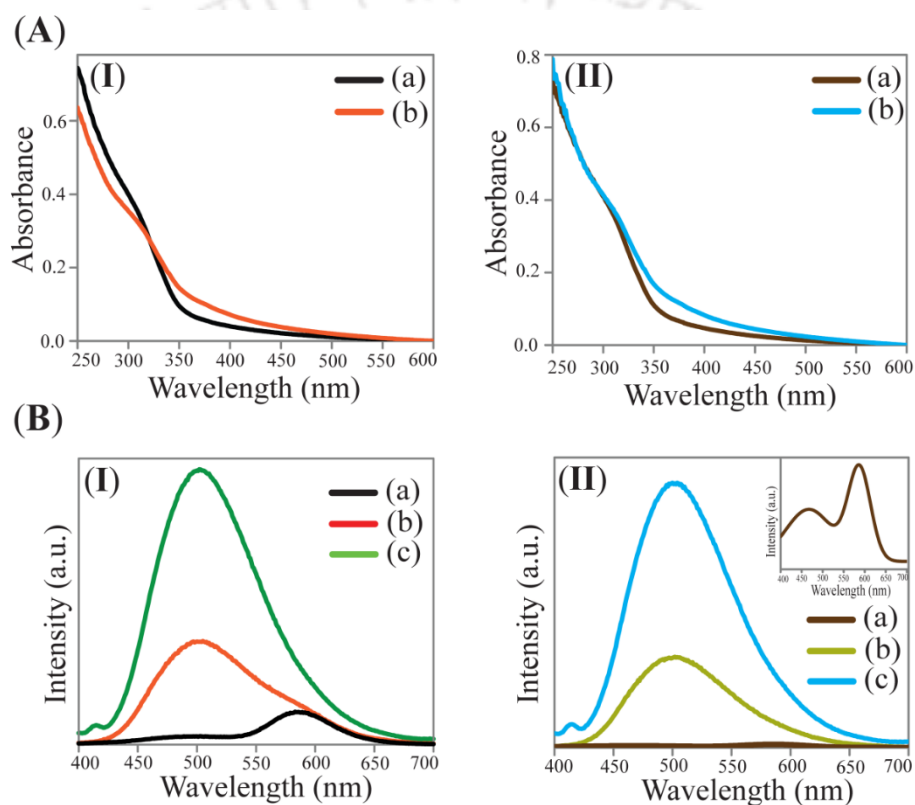 (A)
(I)
(a)
(b)
0.6
0.4
0.2
0.0
Absorbance
250 300 350 400 450 500 550 600
Wavelength (nm)
(II)
(a)
(b)
0.8
0.6
0.4
0.2
0.0
Absorbance
250 300 350 400 450 500 550 600
Wavelength (nm)
(B)
(I)
(a)
(b)
(c)
Intensity (a.u.)
400 450 500 550 600 650 700
Wavelength (nm)
(II)
Intensity (a.u.)
400 450 500 550 600 650 700
Wavelength (nm)
(a)
(b)
(c)
Intensity (a.u.)
400 450 500 550 600 650 700
Wavelength (nm)